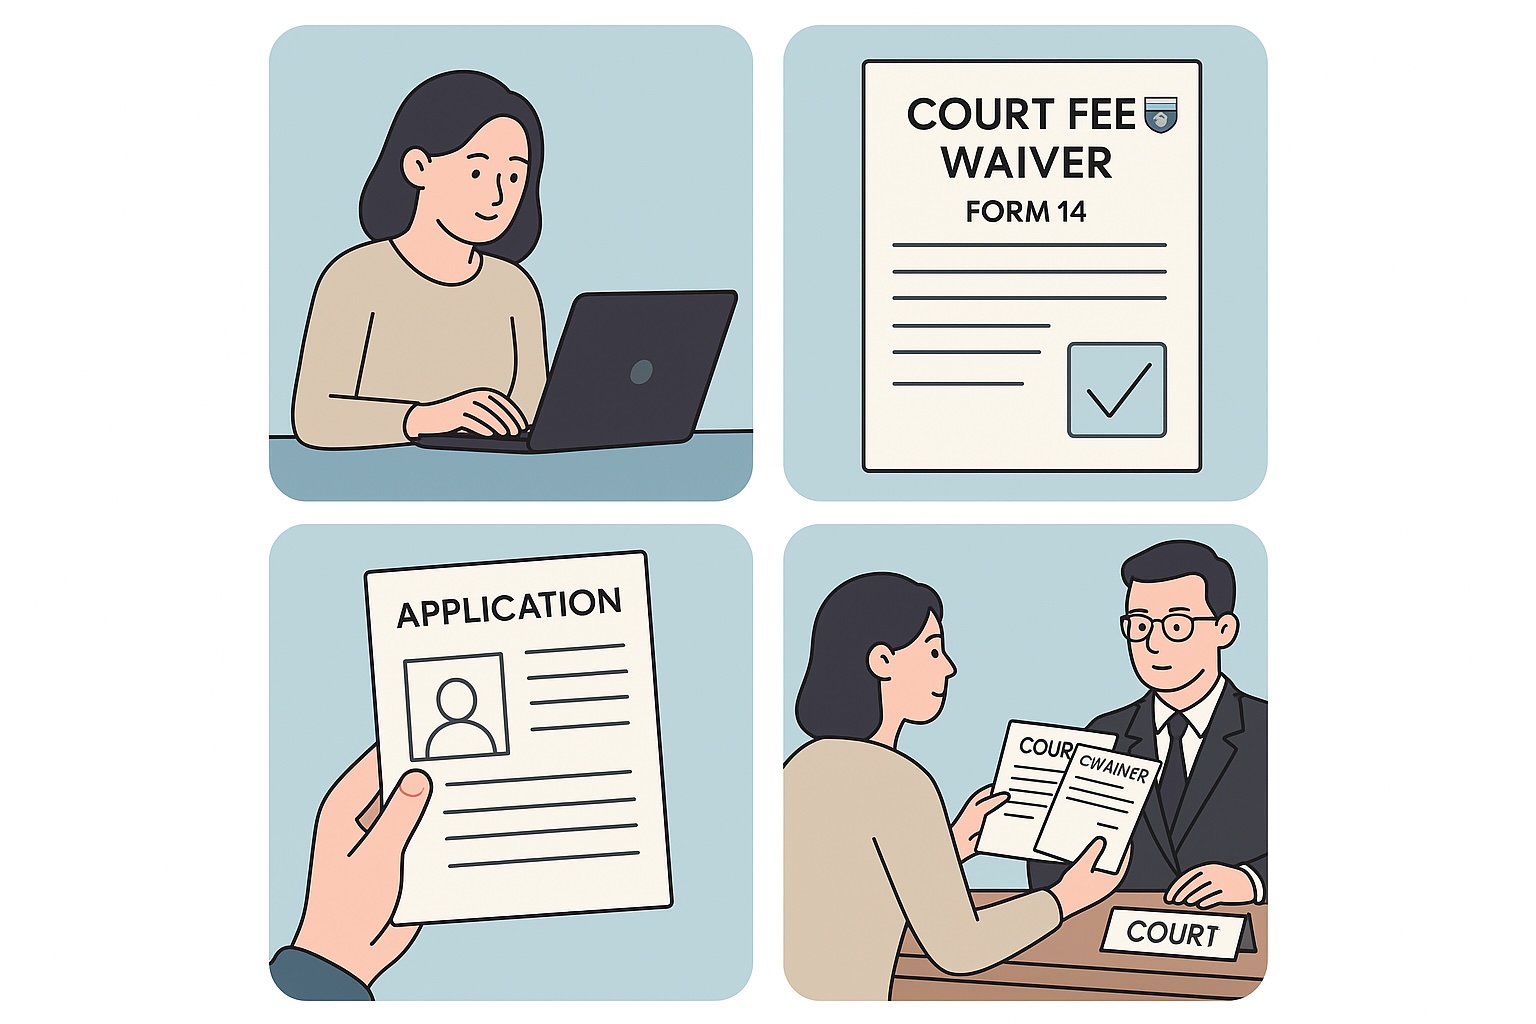 COURT FEE
WAIVER
FORM 14
APPLICATION
COUR
CWAINER
COURT